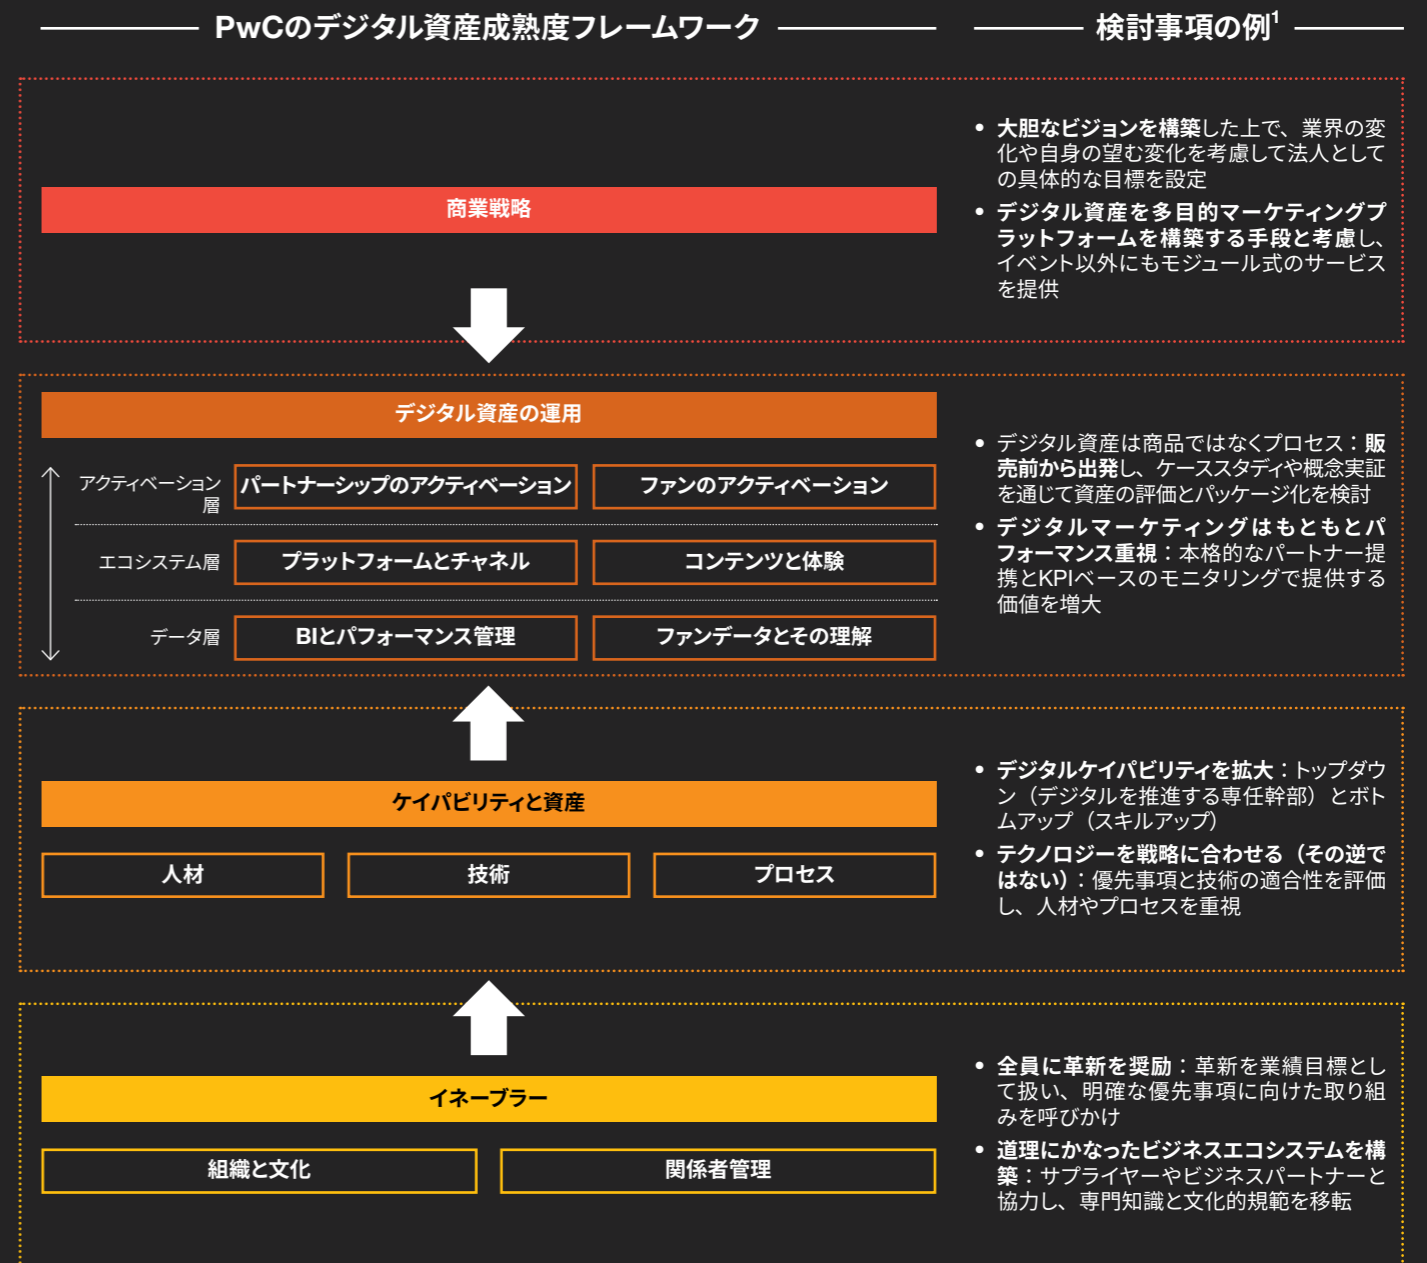 PwCのデジタル資産成熟度フレームワーク
検討事項の例1
商業戦略
• 大胆なビジョンを構築した上で、業界の変
化や自身の望む変化を考慮して法人として
の具体的な目標を設定
• デジタル資産を多目的マーケティングプ
ラットフォームを構築する手段と考慮し、
イベント以外にもモジュール式のサービス
を提供
デジタル資産の運用
アクティベーション
層
パートナーシップのアクティベーション
ファンのアクティベーション
エコシステム層
プラットフォームとチャネル
コンテンツと体験
データ層
BIとパフォーマンス管理
ファンデータとその理解
• デジタル資産は商品ではなくプロセス：販
売前から出発し、ケーススタディや概念実証
を通じて資産の評価とパッケージ化を検討
• デジタルマーケティングはもともとパ
フォーマンス重視：本格的なパートナー提
携とKPIベースのモニタリングで提供する
価値を増大
ケイパビリティと資産
人材
技術
プロセス
• デジタルケイパビリティを拡大：トップダウ
ン（デジタルを推進する専任幹部）とボト
ムアップ（スキルアップ）
• テクノロジーを戦略に合わせる（その逆で
はない）：優先事項と技術の適合性を評価
し、人材やプロセスを重視
イネーブラー
組織と文化
関係者管理
• 全員に革新を奨励：革新を業績目標とし
て扱い、明確な優先事項に向けた取り組
みを呼びかけ
• 道理にかなったビジネスエコシステムを構
築：サプライヤーやビジネスパートナーと
協力し、専門知識と文化的規範を移転